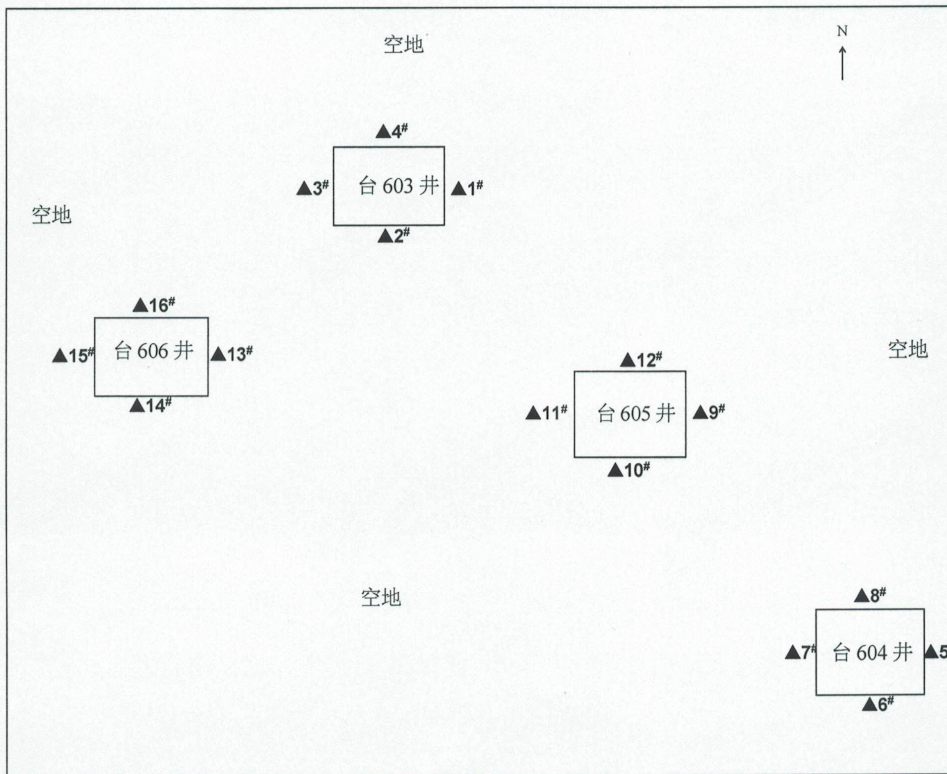 空地
N
▲4#
▲3# 台 603 井 ▲1#
▲2#
空地
▲16#
▲15# 台 606 井 ▲13#
▲14#
空地
▲12#
▲11# 台 605 井 ▲9#
▲10#
空地
▲8#
▲7# 台 604 井 ▲5
▲6#